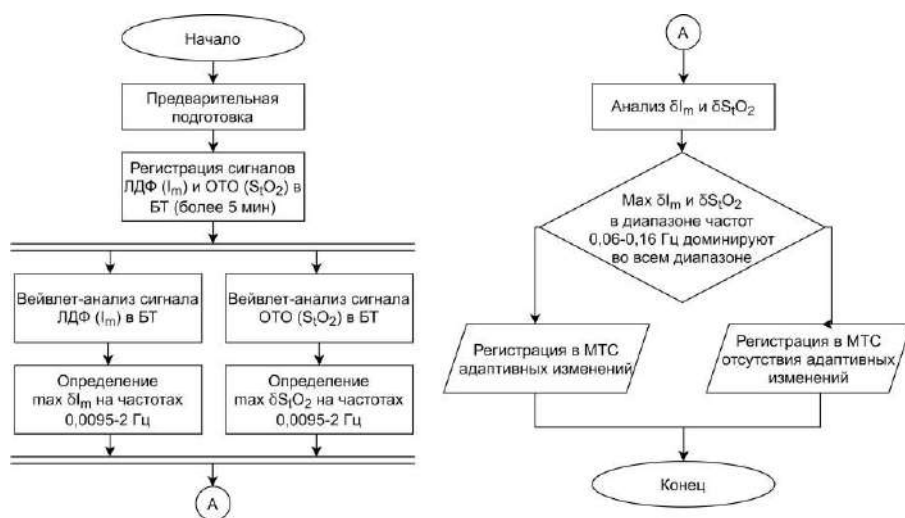 Начало
Предварительная
подготовка
Регистрация сигналов
ЛДФ (Iₘ) и ОТО (SₜO₂) в
БТ (более 5 мин)
Вейвлет-анализ сигнала
ЛДФ (Iₘ) в БТ
Вейвлет-анализ сигнала
ОТО (SₜO₂) в БТ
Определение
max δIₘ на частотах
0,0095-2 Гц
Определение
max δSₜO₂ на частотах
0,0095-2 Гц
А
А
Анализ δIₘ и δSₜO₂
Max δIₘ и δSₜO₂
в диапазоне частот
0,06-0,16 Гц доминируют
во всем диапазоне
Регистрация в МТС
адаптивных изменений
Регистрация в МТС
отсутствия адаптивных
изменений
Конец